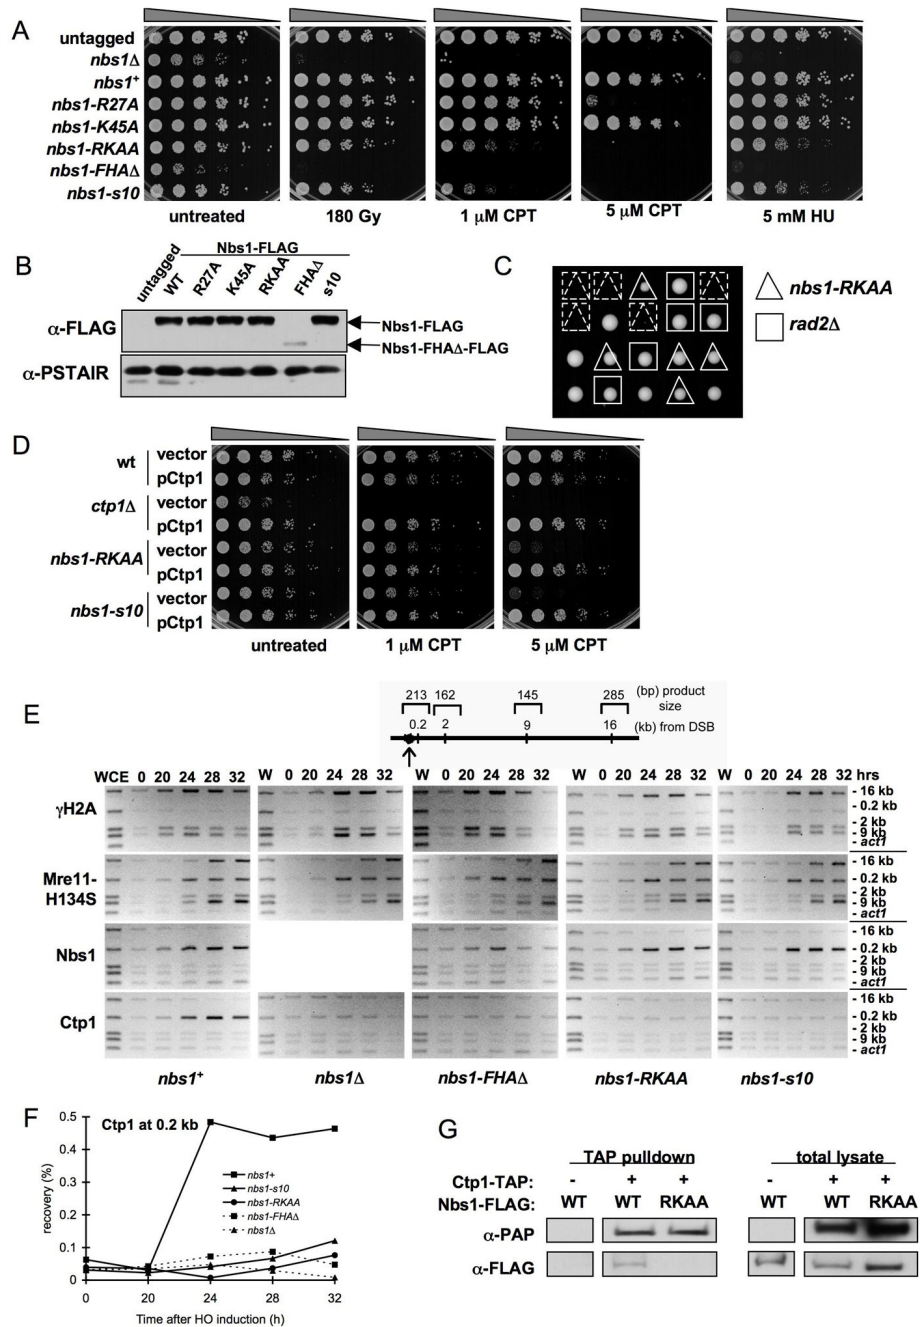 A
untagged
nbs1Δ
nbs1+
nbs1-R27A
nbs1-K45A
nbs1-RKAA
nbs1-FHAΔ
nbs1-s10
untreated
180 Gy
1 μM CPT
5 μM CPT
5 mM HU
B
Nbs1-FLAG
untagged
WT
R27A
K45A
RKAA
FHAΔ
s10
α-FLAG
Nbs1-FLAG
Nbs1-FHAΔ-FLAG
α-PSTAIR
C
nbs1-RKAA
rad2Δ
D
wt
vector
pCtp1
ctp1Δ
vector
pCtp1
nbs1-RKAA
vector
pCtp1
nbs1-s10
vector
pCtp1
untreated
1 μM CPT
5 μM CPT
E
213 162 145 285 (bp) product size
0.2 2 9 16 (kb) from DSB
WCE 0 20 24 28 32 W 0 20 24 28 32 W 0 20 24 28 32 W 0 20 24 28 32 W 0 20 24 28 32 hrs
γH2A
- 16 kb
- 0.2 kb
- 2 kb
- 9 kb
- act1
Mre11-
H134S
- 16 kb
- 0.2 kb
- 2 kb
- 9 kb
- act1
Nbs1
- 16 kb
- 0.2 kb
- 2 kb
- 9 kb
- act1
Ctp1
- 16 kb
- 0.2 kb
- 2 kb
- 9 kb
- act1
nbs1+ nbs1Δ nbs1-FHAΔ nbs1-RKAA nbs1-s10
F
Ctp1 at 0.2 kb
recovery (%)
0.5
0.4
0.3
0.2
0.1
0
nbs1+
nbs1-s10
nbs1-RKAA
nbs1-FHAΔ
nbs1Δ
0 20 24 28 32
Time after HO induction (h)
G
TAP pulldown total lysate
Ctp1-TAP: - + + - + +
Nbs1-FLAG: WT WT RKAA WT WT RKAA
α-PAP
α-FLAG